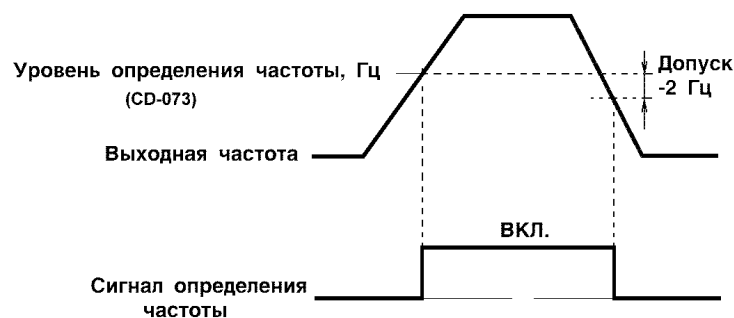 Уровень определения частоты, Гц
(CD-073)
Допуск
-2 Гц
Выходная частота
ВКЛ.
Сигнал определения
частоты